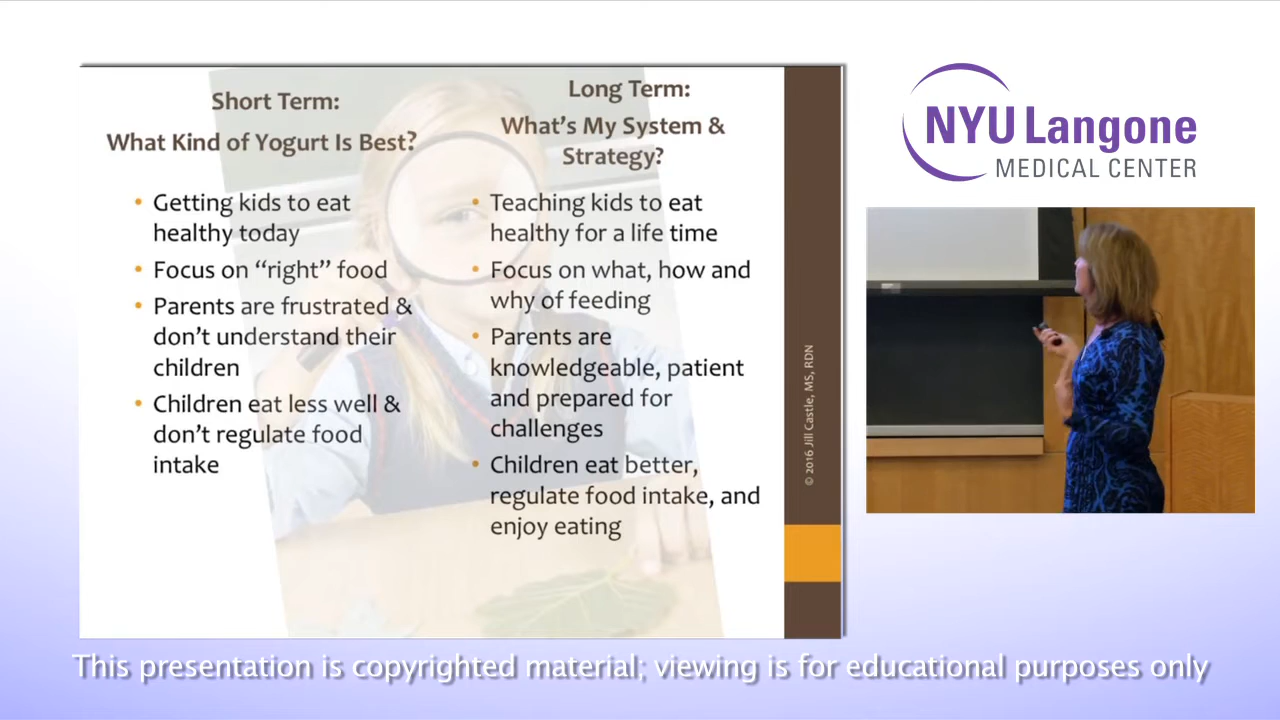 Short Term:
What Kind of Yogurt Is Best?
• Getting kids to eat
healthy today
• Focus on “right” food
• Parents are frustrated &
don’t understand their
children
• Children eat less well &
don’t regulate food
intake
Long Term:
What’s My System &
Strategy?
• Teaching kids to eat
healthy for a life time
• Focus on what, how and
why of feeding
• Parents are
knowledgeable, patient
and prepared for
challenges
• Children eat better,
regulate food intake, and
enjoy eating
© 2016 Jill Castle, MS, RDN
NYU Langone
MEDICAL CENTER
This presentation is copyrighted material; viewing is for educational purposes only